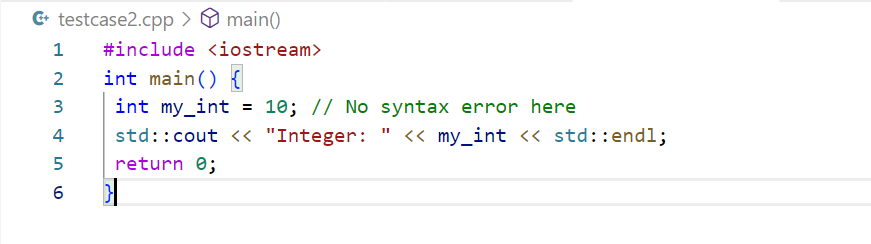 testcase2.cpp > main()
1 #include <iostream>
2 int main() {
3 int my_int = 10; // No syntax error here
4 std::cout << "Integer: " << my_int << std::endl;
5 return 0;
6 }